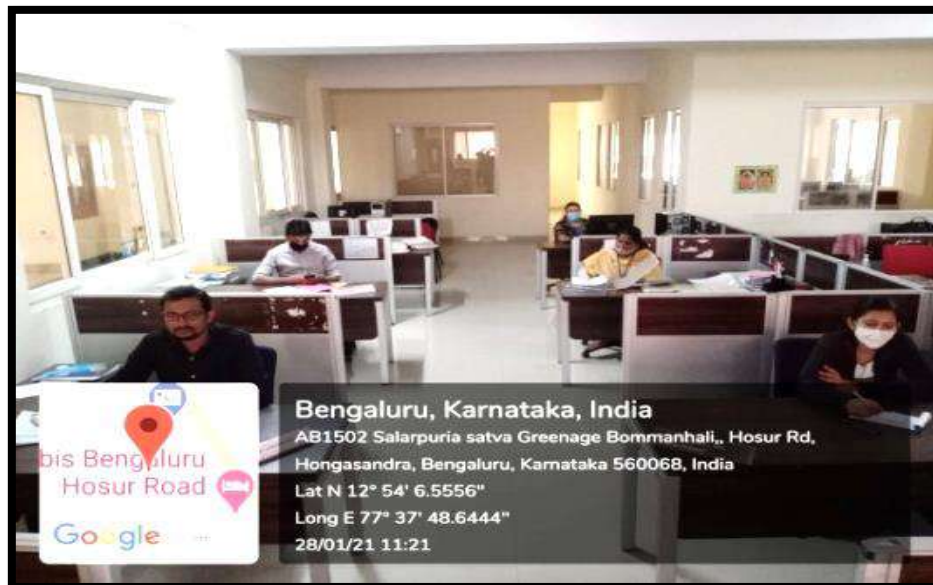 bis Bengaluru
Hosur Road
Google
Bengaluru, Karnataka, India
AB1502 Salarpuria satva Greenage Bommanhali,, Hosur Rd,
Hongasandra, Bengaluru, Karnataka 560068, India
Lat N 12° 54' 6.5556"
Long E 77° 37' 48.6444"
28/01/21 11:21